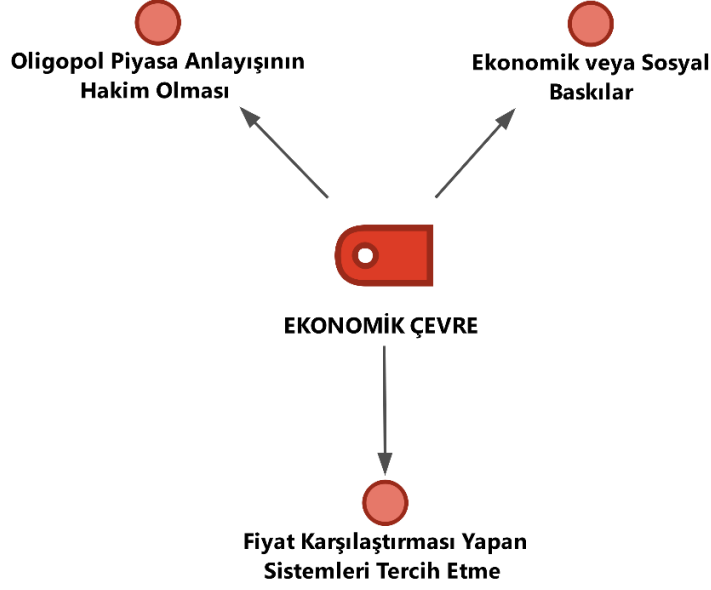 Oligopol Piyasa Anlayışının
Hakim Olması
Ekonomik veya Sosyal
Baskılar
EKONOMİK ÇEVRE
Fiyat Karşılaştırması Yapan
Sistemleri Tercih Etme